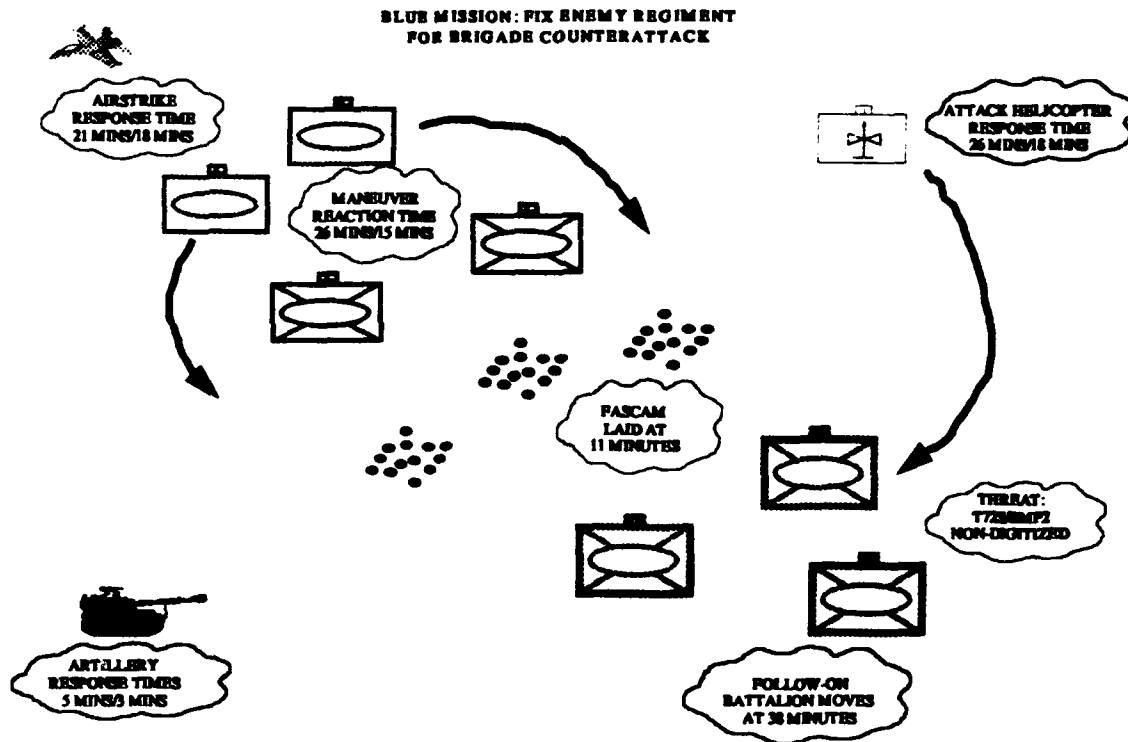 BLUE MISSION: FIX ENEMY REGIMENT
FOR BRIGADE COUNTERATTACK
AIRSTRIKE
RESPONSE TIME
21 MINS/18 MINS
ATTACK HELICOPTER
RESPONSE TIME
26 MINS/18 MINS
MANEUVER
REACTION TIME
26 MINS/15 MINS
FASCAM
LAID AT
11 MINUTES
THREAT:
NON-DIGITIZED
ARTILLERY
RESPONSE TIMES
5 MINS/3 MINS
FOLLOW-ON
BATTALION MOVES
AT 38 MINUTES